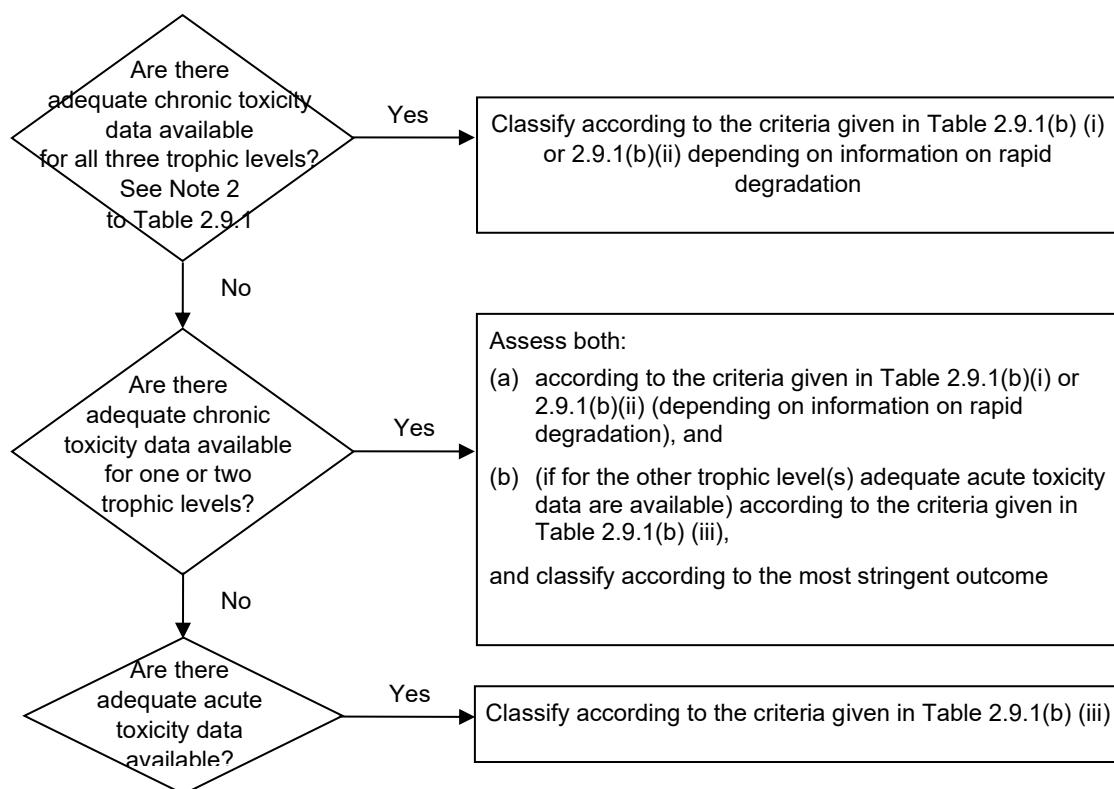 Are there
adequate chronic toxicity
data available
for all three trophic levels?
See Note 2
to Table 2.9.1
Yes
Classify according to the criteria given in Table 2.9.1(b) (i)
or 2.9.1(b)(ii) depending on information on rapid
degradation
No
Are there
adequate chronic
toxicity data available
for one or two
trophic levels?
Yes
Assess both:
(a) according to the criteria given in Table 2.9.1(b)(i) or
2.9.1(b)(ii) (depending on information on rapid
degradation), and
(b) (if for the other trophic level(s) adequate acute toxicity
data are available) according to the criteria given in
Table 2.9.1(b) (iii),
and classify according to the most stringent outcome
No
Are there
adequate acute
toxicity data
available?
Yes
Classify according to the criteria given in Table 2.9.1(b) (iii)